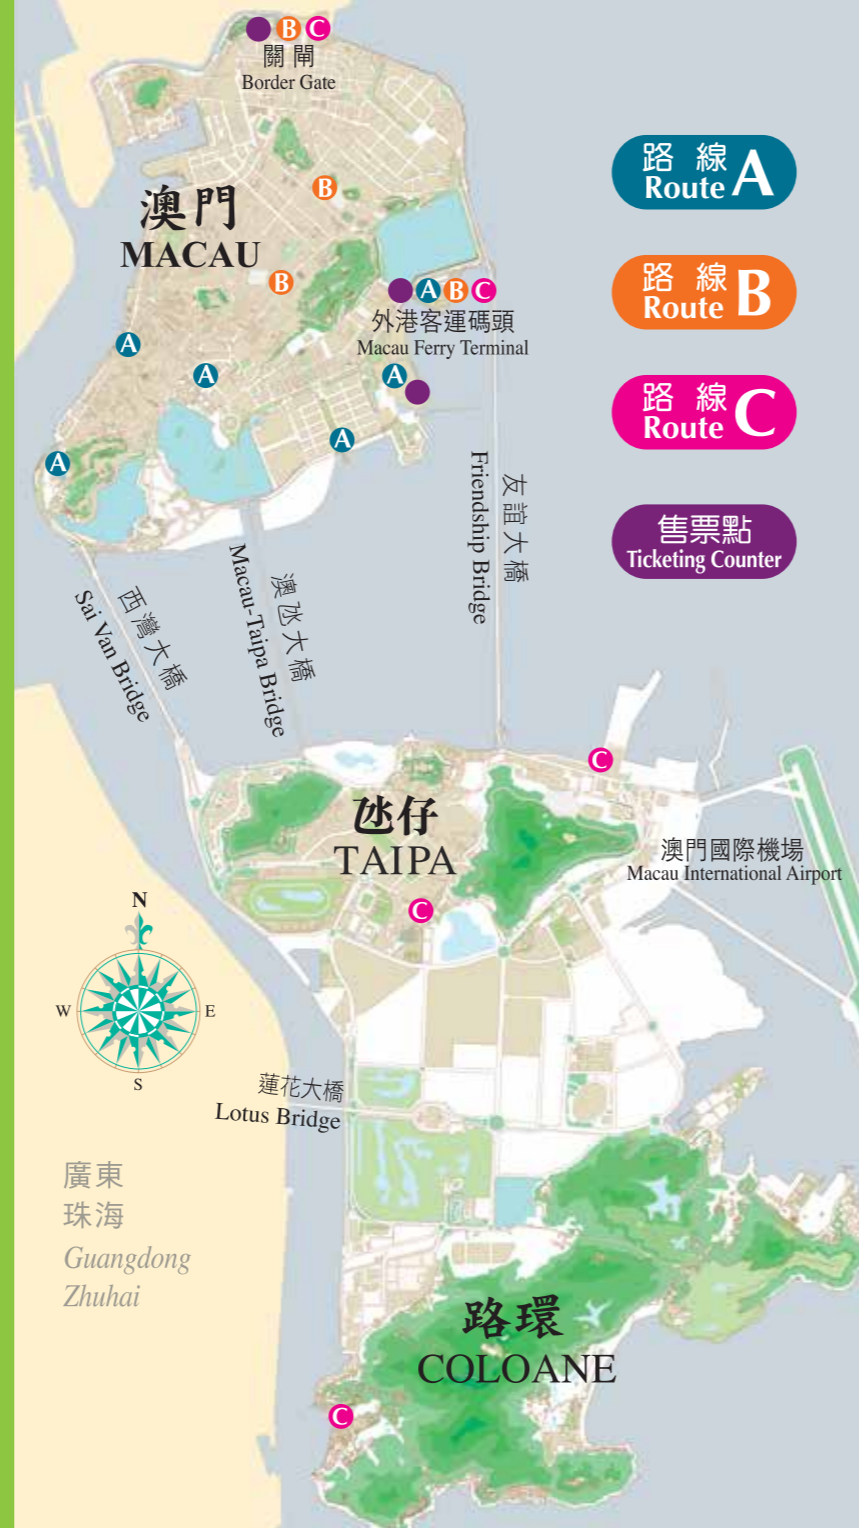 B C
關閘
Border Gate
澳門
MACAU
B
B
A B C
外港客運碼頭
Macau Ferry Terminal
A
A
A
A
A
路線
Route A
路線
Route B
路線
Route C
售票點
Ticketing Counter
友誼大橋
Friendship Bridge
澳氹大橋
Macau-Taipa Bridge
西灣大橋
Sai Van Bridge
C
氹仔
TAIPA
澳門國際機場
Macau International Airport
C
N
W E
S
蓮花大橋
Lotus Bridge
廣東
珠海
Guangdong
Zhuhai
路環
COLOANE
C